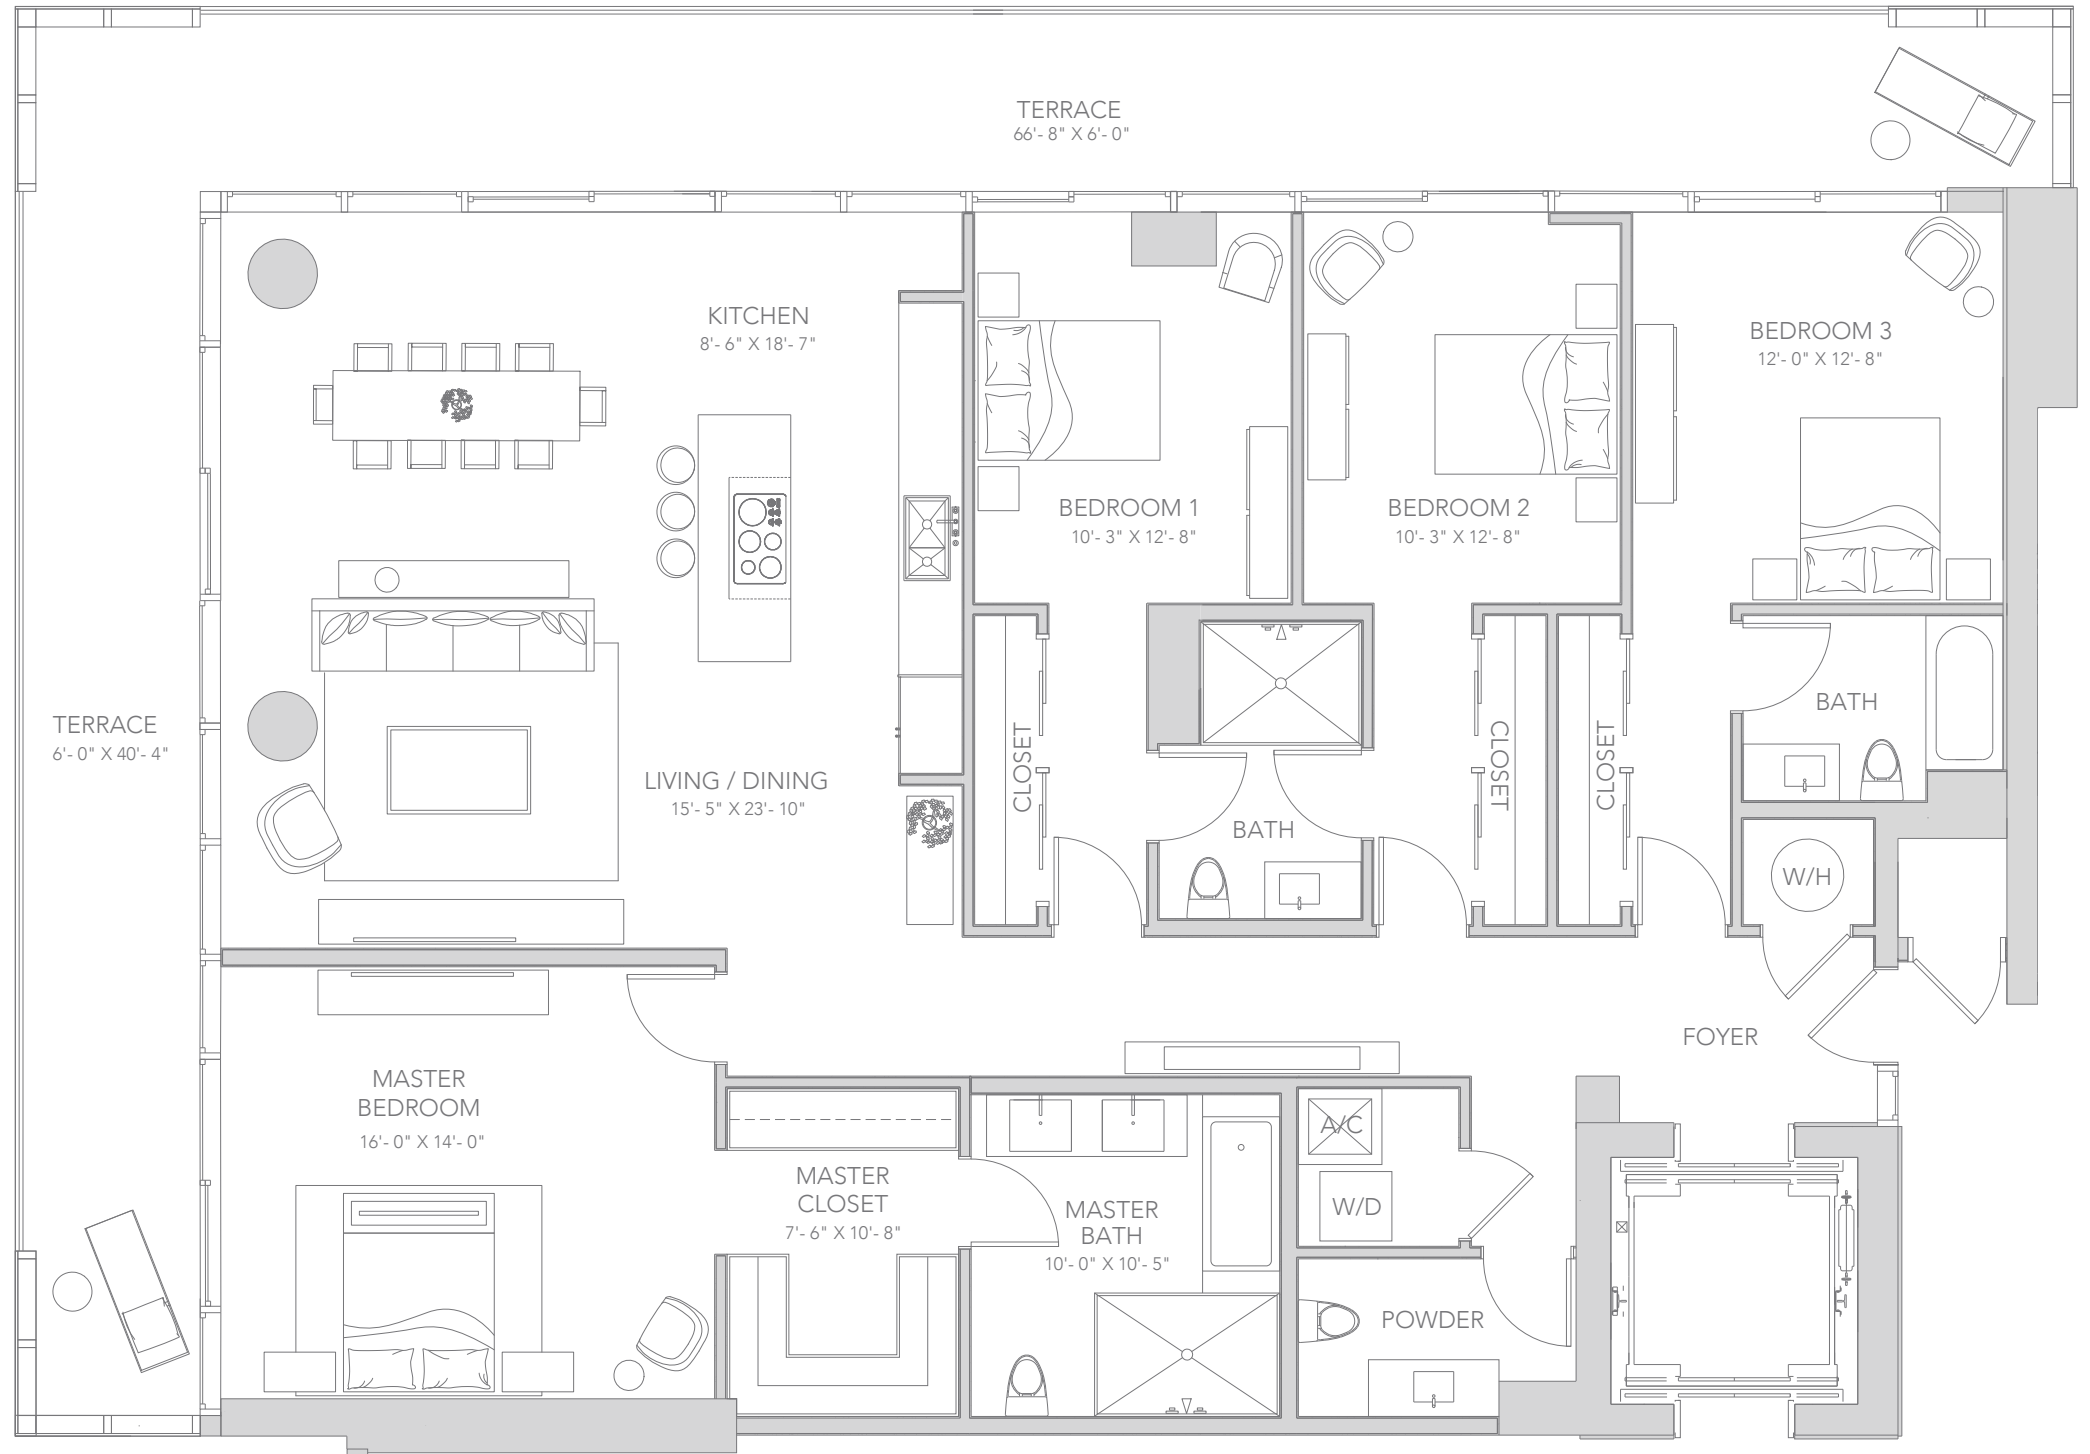 TERRACE
66'- 8" X 6'- 0"
KITCHEN
8'- 6" X 18'- 7"
BEDROOM 3
12'- 0" X 12'- 8"
BEDROOM 1
10'- 3" X 12'- 8"
BEDROOM 2
10'- 3" X 12'- 8"
TERRACE
6'- 0" X 40'- 4"
LIVING / DINING
15'- 5" X 23'- 10"
CLOSET
BATH
CLOSET
CLOSET
BATH
W/H
FOYER
MASTER
BEDROOM
16'- 0" X 14'- 0"
MASTER
CLOSET
7'- 6" X 10'- 8"
MASTER
BATH
10'- 0" X 10'- 5"
A/C
W/D
POWDER